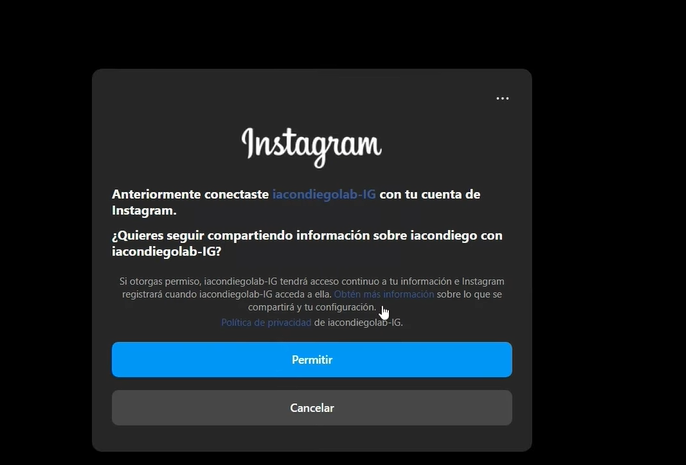 Instagram
Anteriormente conectaste iacondiegolab-IG con tu cuenta de
Instagram.
¿Quieres seguir compartiendo información sobre iacondiego con
iacondiegolab-IG?
Si otorgas permiso, iacondiegolab-IG tendrá acceso continuo a tu información e Instagram
registrará cuando iacondiegolab-IG acceda a ella. Obtén más información sobre lo que se
compartirá y tu configuración.
Política de privacidad de iacondiegolab-IG.
Permitir
Cancelar